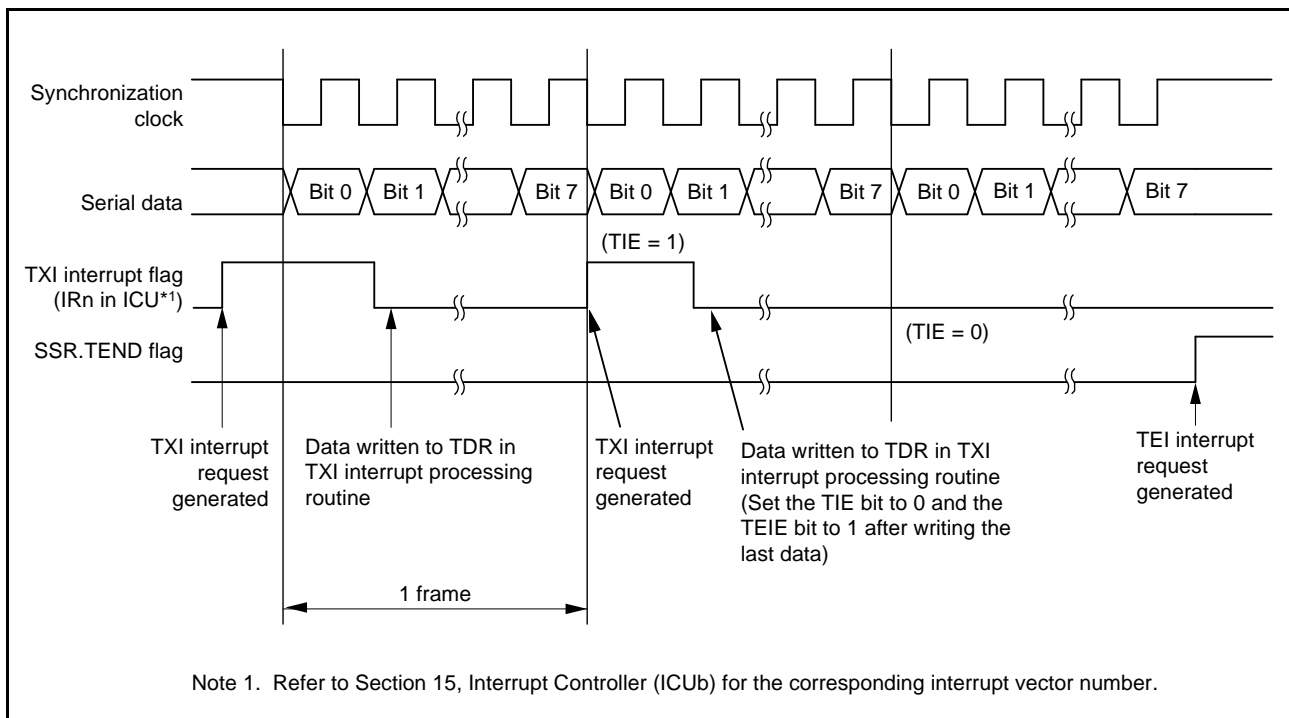 Synchronization
clock
Serial data
Bit 0 Bit 1 Bit 7 Bit 0 Bit 1 Bit 7 Bit 0 Bit 1 Bit 7
(TIE = 1)
TXI interrupt flag
(IRn in ICU*1)
(TIE = 0)
SSR.TEND flag
TXI interrupt
request
generated
Data written to TDR in
TXI interrupt processing
routine
TXI interrupt
request
generated
Data written to TDR in TXI
interrupt processing routine
(Set the TIE bit to 0 and the
TEIE bit to 1 after writing the
last data)
TEI interrupt
request
generated
1 frame
Note 1. Refer to Section 15, Interrupt Controller (ICUb) for the corresponding interrupt vector number.